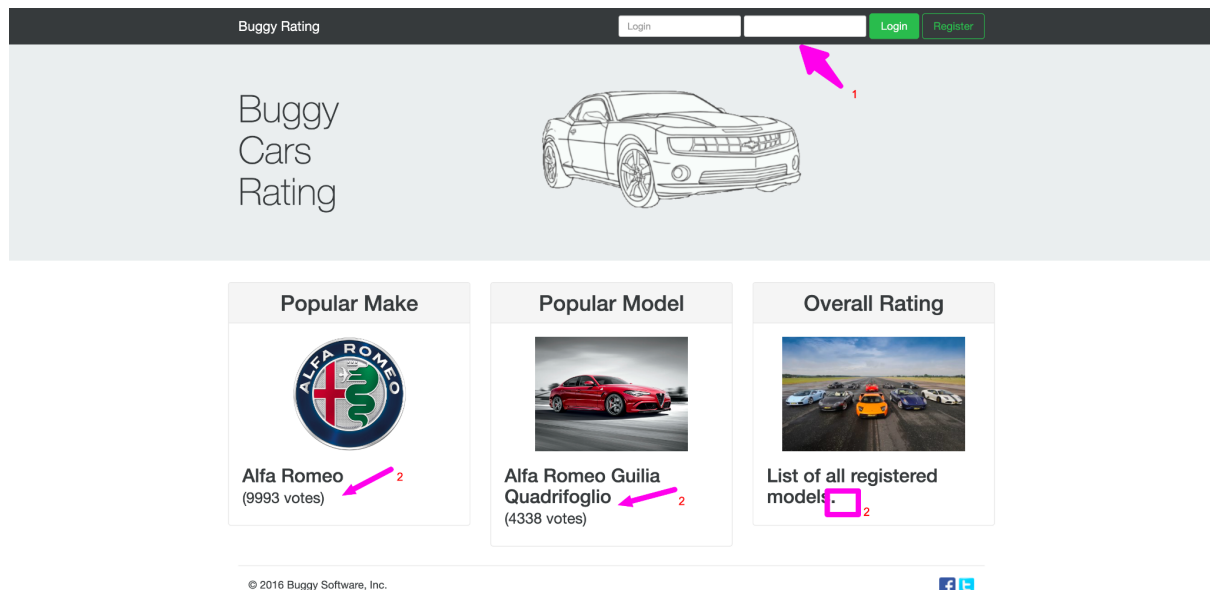 Buggy Rating
Login
Login
Register
1
Buggy
Cars
Rating
Popular Make
ALFA ROMEO
Alfa Romeo
2
(9993 votes)
Popular Model
Alfa Romeo Guilia
Quadrifoglio
2
(4338 votes)
Overall Rating
List of all registered
models.
2
© 2016 Buggy Software, Inc.